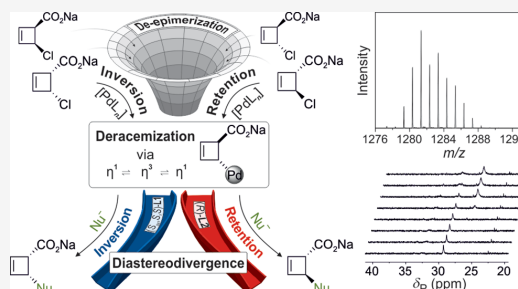 CO₂Na
Cl
CO₂Na
Cl
De-epimerization
CO₂Na
Cl
CO₂Na
Cl
Inversion
[PdLₙ]
Retention
[PdLₙ]
Deracemization
via
η¹ ⇌ η³ ⇌ η¹
CO₂Na
Pd
Nu⁻
Inversion
(S,S,S)-L1
(R)-L2
Retention
Nu⁻
CO₂Na
Nu
Diastereodivergence
CO₂Na
Nu
Intensity
1276 1280 1284 1288
m/z
40 35 30 25 20
(ppm)